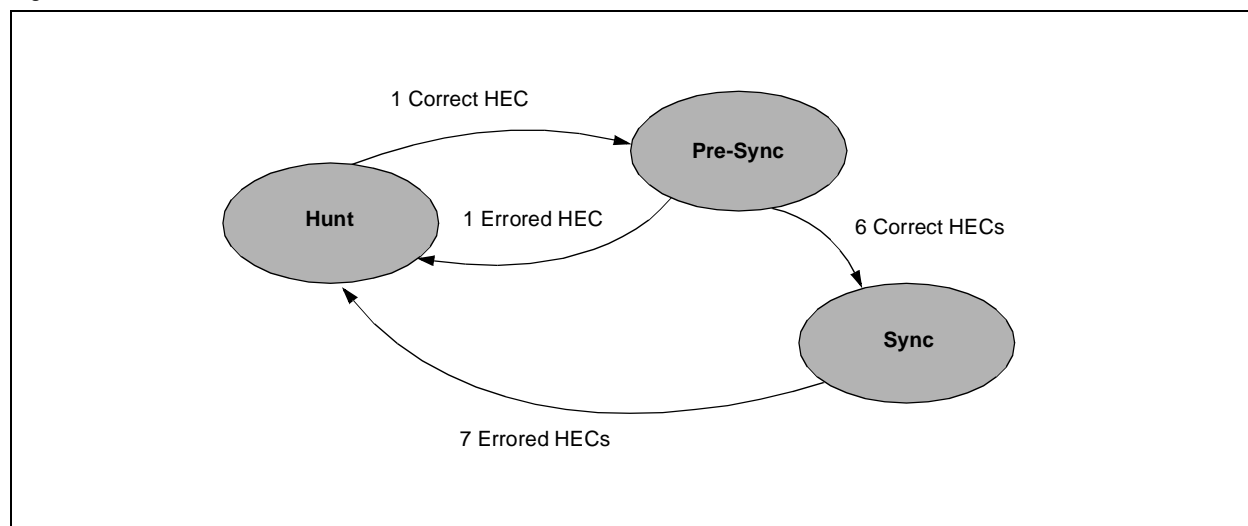 1 Correct HEC
Pre-Sync
Hunt
1 Errored HEC
6 Correct HECs
Sync
7 Errored HECs